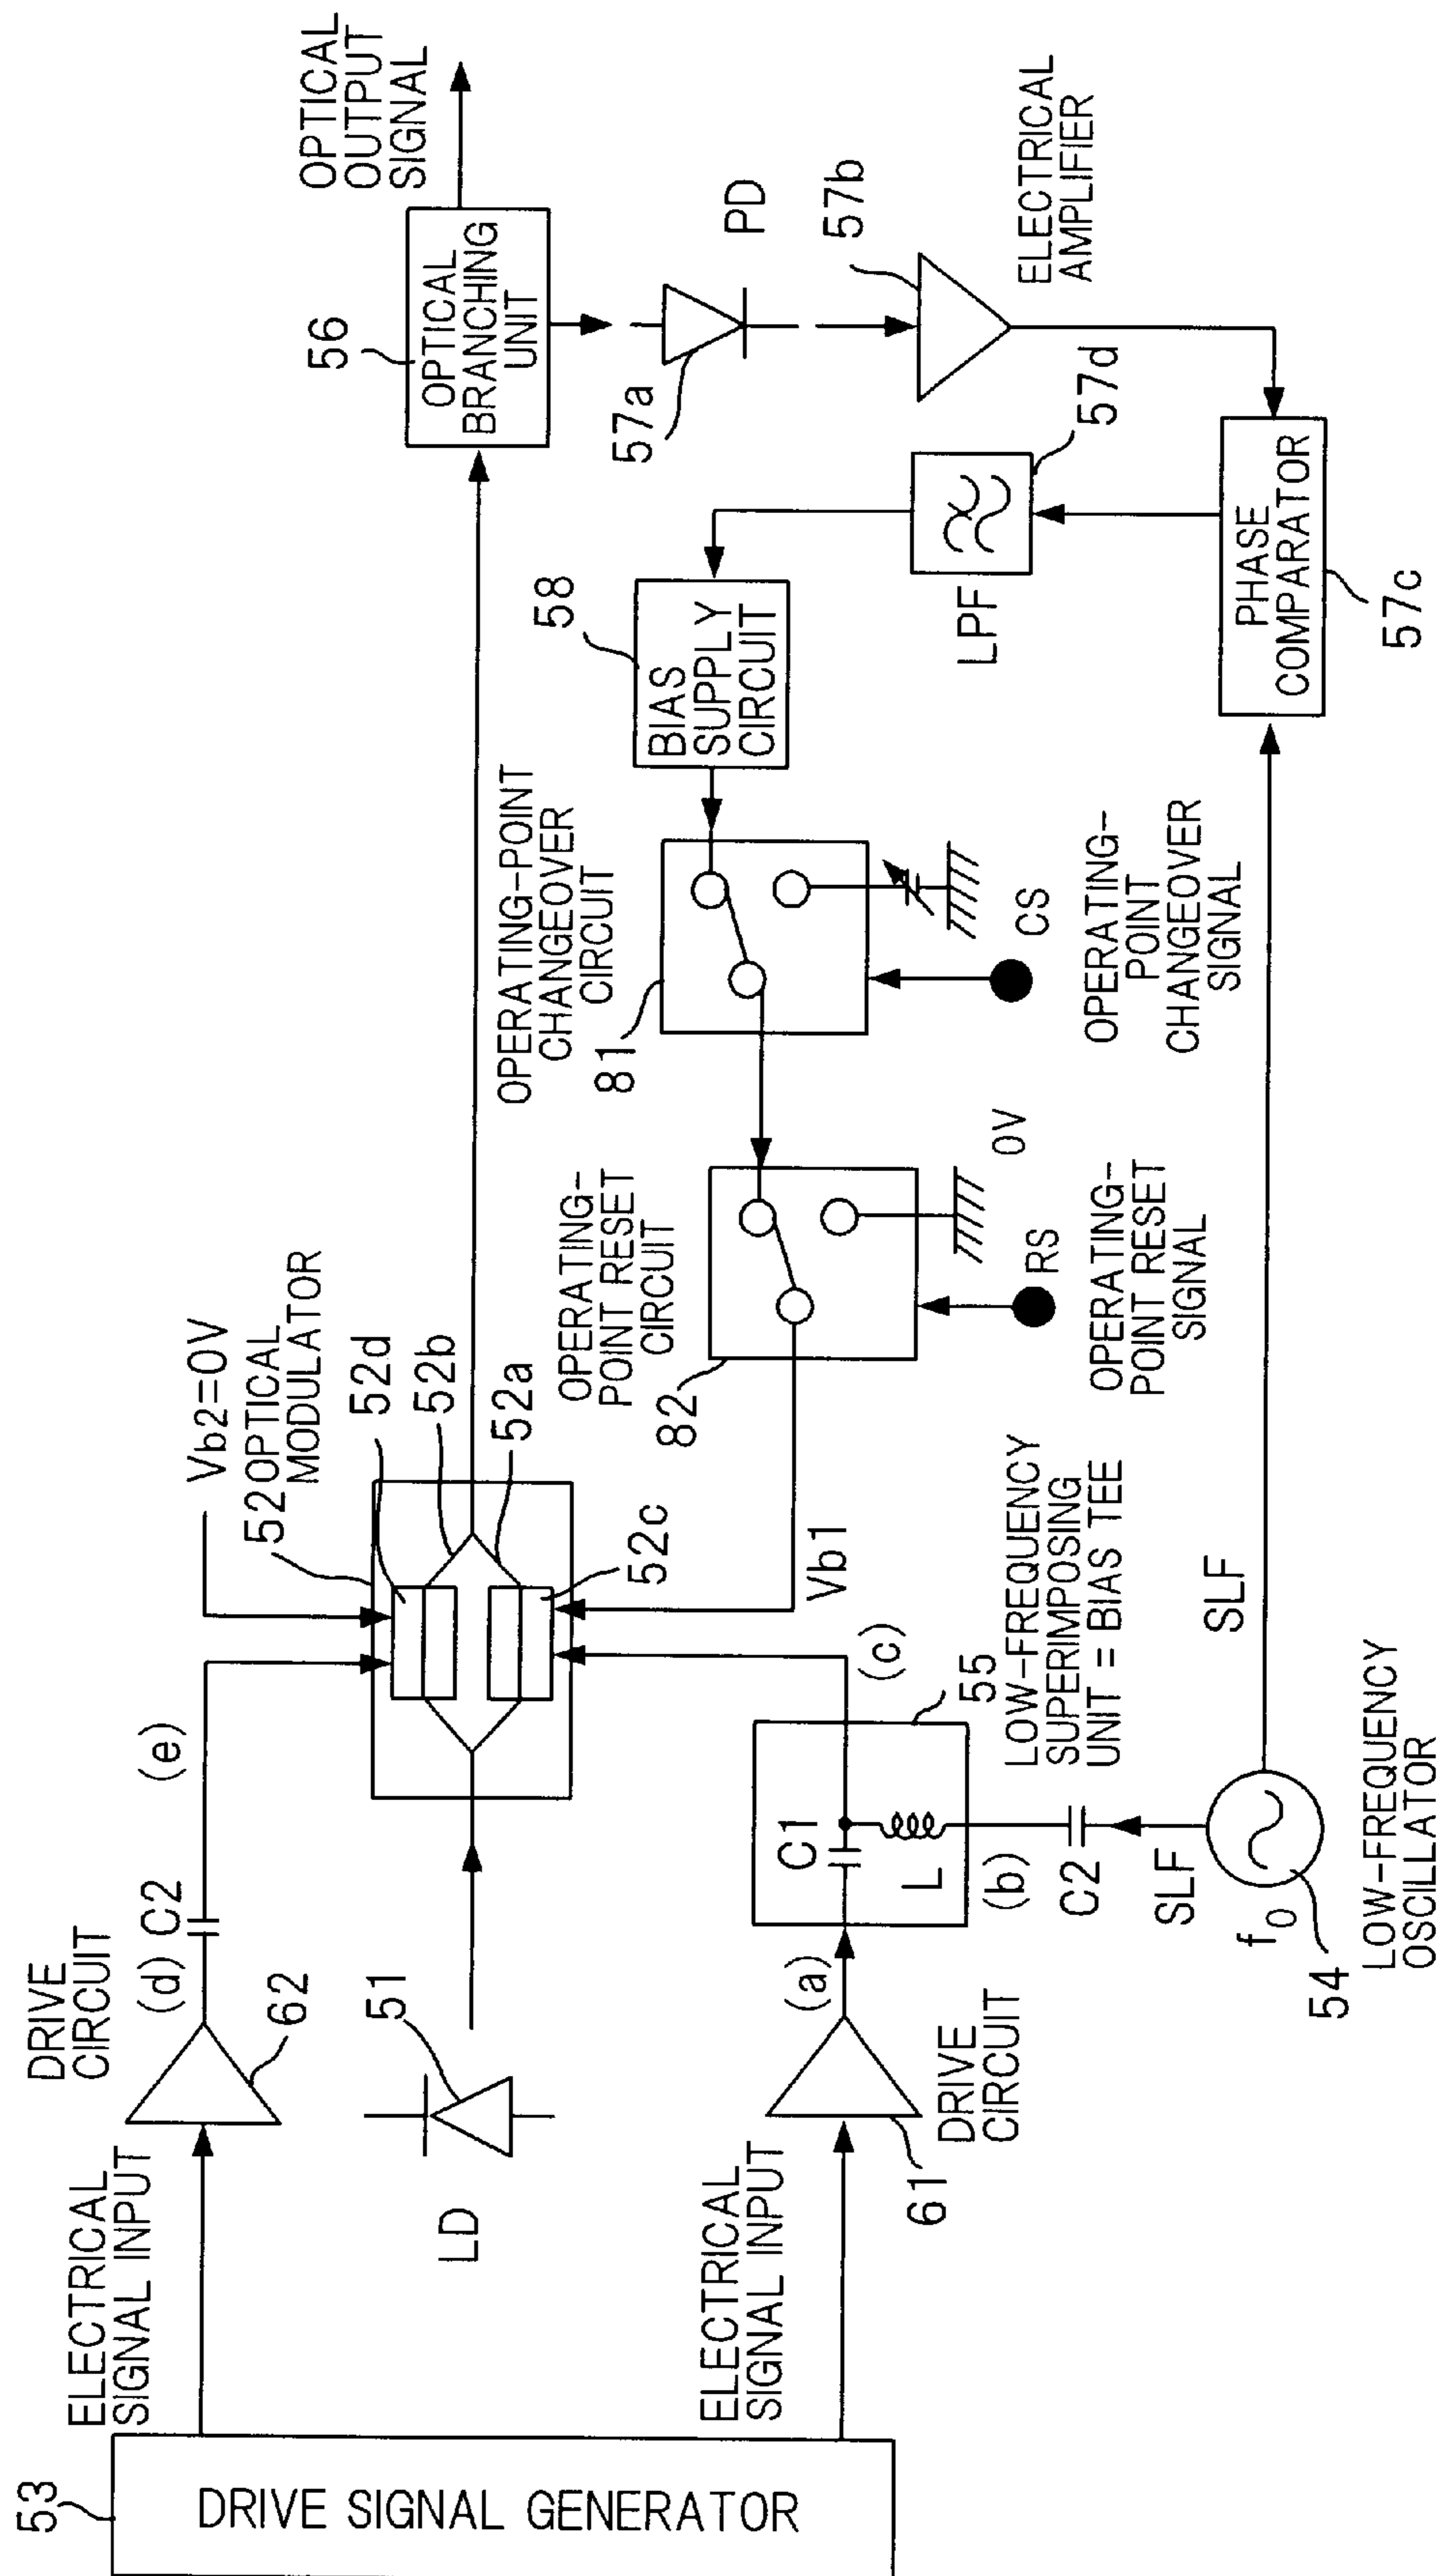 53
DRIVE SIGNAL GENERATOR
ELECTRICAL
SIGNAL INPUT
DRIVE
CIRCUIT
62
(d)
C2
(e)
LD
51
ELECTRICAL
SIGNAL INPUT
61
DRIVE
CIRCUIT
(a)
C1
L
(b)
C2
SLF
f0
54
LOW-FREQUENCY
OSCILLATOR
(c)
55
LOW-FREQUENCY
SUPERIMPOSING
UNIT = BIAS TEE
SLF
Vb2=0V
52 OPTICAL
MODULATOR
52d
52b
52a
52c
Vb1
OPERATING-
POINT RESET
CIRCUIT
82
0V
RS
OPERATING-
POINT RESET
SIGNAL
OPERATING-POINT
CHANGEOVER
CIRCUIT
81
CS
OPERATING-
POINT
CHANGEOVER
SIGNAL
58
BIAS
SUPPLY
CIRCUIT
LPF
57d
PHASE
COMPARATOR
57c
56
OPTICAL
BRANCHING
UNIT
OPTICAL
OUTPUT
SIGNAL
57a
PD
57b
ELECTRICAL
AMPLIFIER